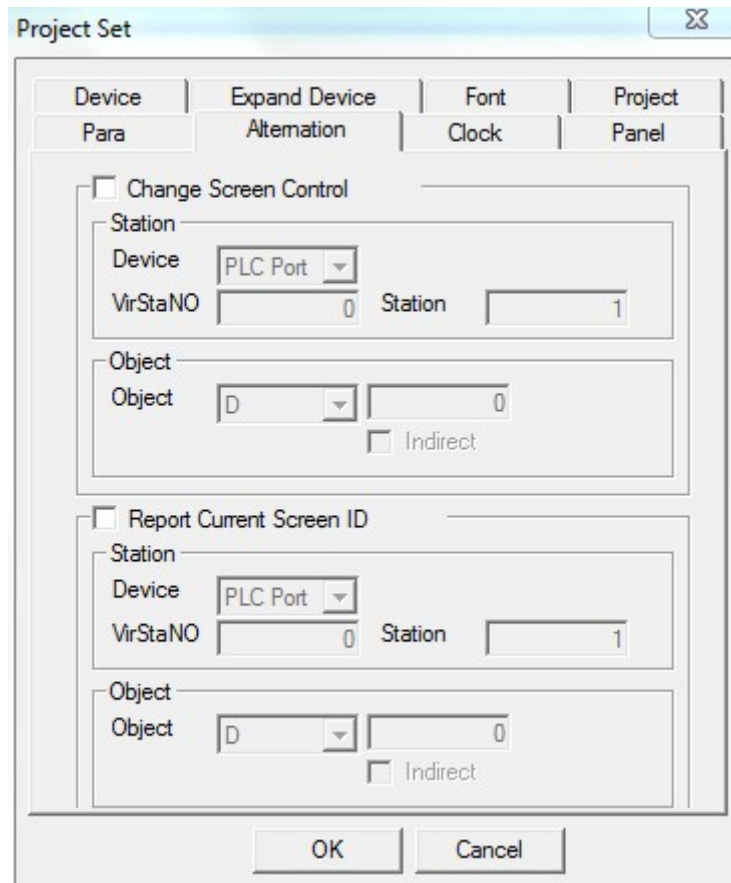 Project Set
Device Expand Device Font Project
Para Alternation Clock Panel
Change Screen Control
Station
Device PLC Port
VirStaNO 0 Station 1
Object
Object D 0
Indirect
Report Current Screen ID
Station
Device PLC Port
VirStaNO 0 Station 1
Object
Object D 0
Indirect
OK Cancel